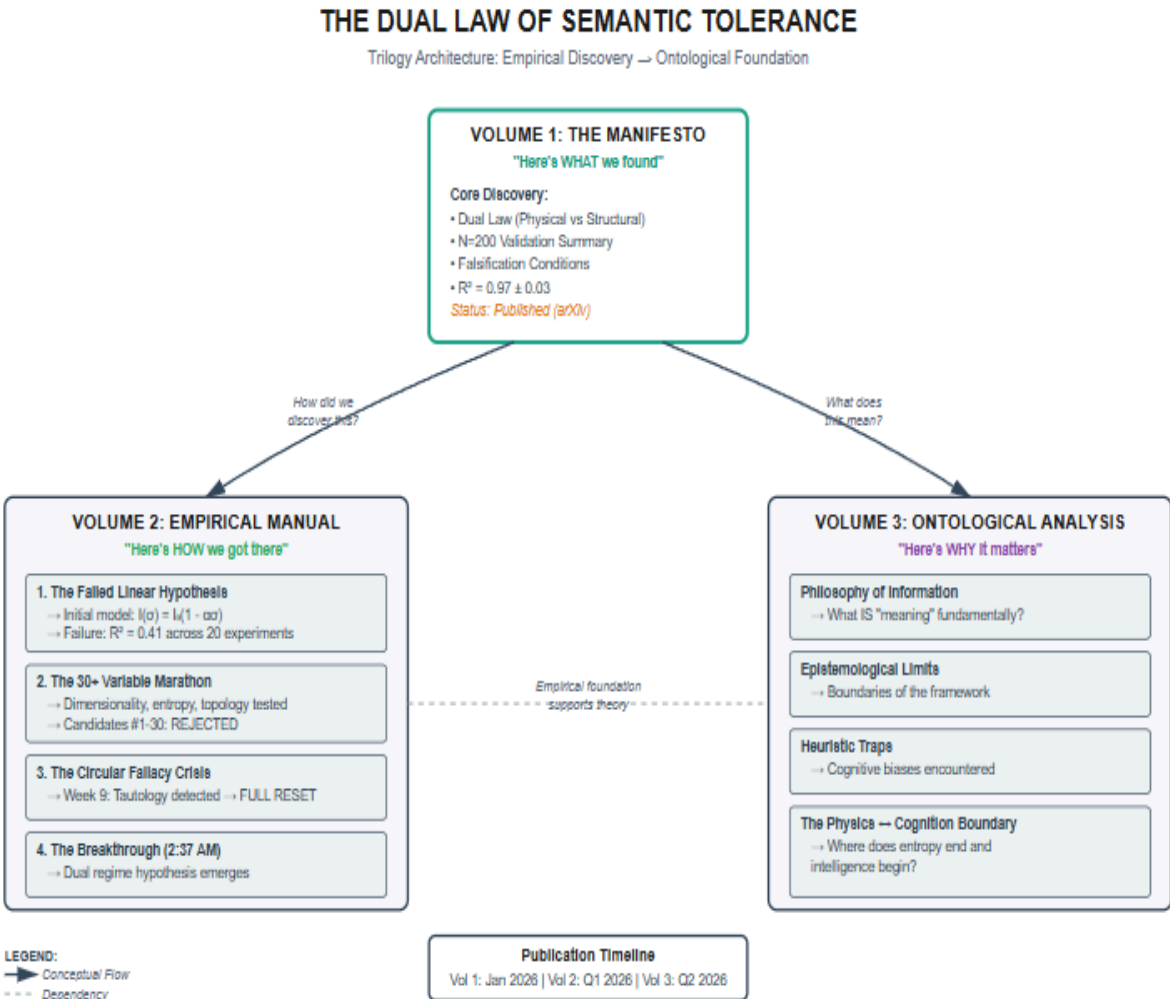 THE DUAL LAW OF SEMANTIC TOLERANCE
Trilogy Architecture: Empirical Discovery → Ontological Foundation
VOLUME 1: THE MANIFESTO
"Here's WHAT we found"
Core Discovery:
• Dual Law (Physical vs Structural)
• N=200 Validation Summary
• Falsification Conditions
• R² = 0.97 ± 0.03
Status: Published (arXiv)
How did we
discover this?
What does
this mean?
VOLUME 2: EMPIRICAL MANUAL
"Here's HOW we got there"
1. The Failed Linear Hypothesis
→ Initial model: I(σ) = I₀(1 - ασ)
→ Failure: R² = 0.41 across 20 experiments
2. The 30+ Variable Marathon
→ Dimensionality, entropy, topology tested
→ Candidates #1-30: REJECTED
3. The Circular Fallacy Crisis
→ Week 9: Tautology detected → FULL RESET
4. The Breakthrough (2:37 AM)
→ Dual regime hypothesis emerges
Empirical foundation
supports theory
VOLUME 3: ONTOLOGICAL ANALYSIS
"Here's WHY it matters"
Philosophy of Information
→ What IS "meaning" fundamentally?
Epistemological Limits
→ Boundaries of the framework
Heuristic Traps
→ Cognitive biases encountered
The Physics ↔ Cognition Boundary
→ Where does entropy end and
intelligence begin?
LEGEND:
Conceptual Flow
Dependency
Publication Timeline
Vol 1: Jan 2026 | Vol 2: Q1 2026 | Vol 3: Q2 2026